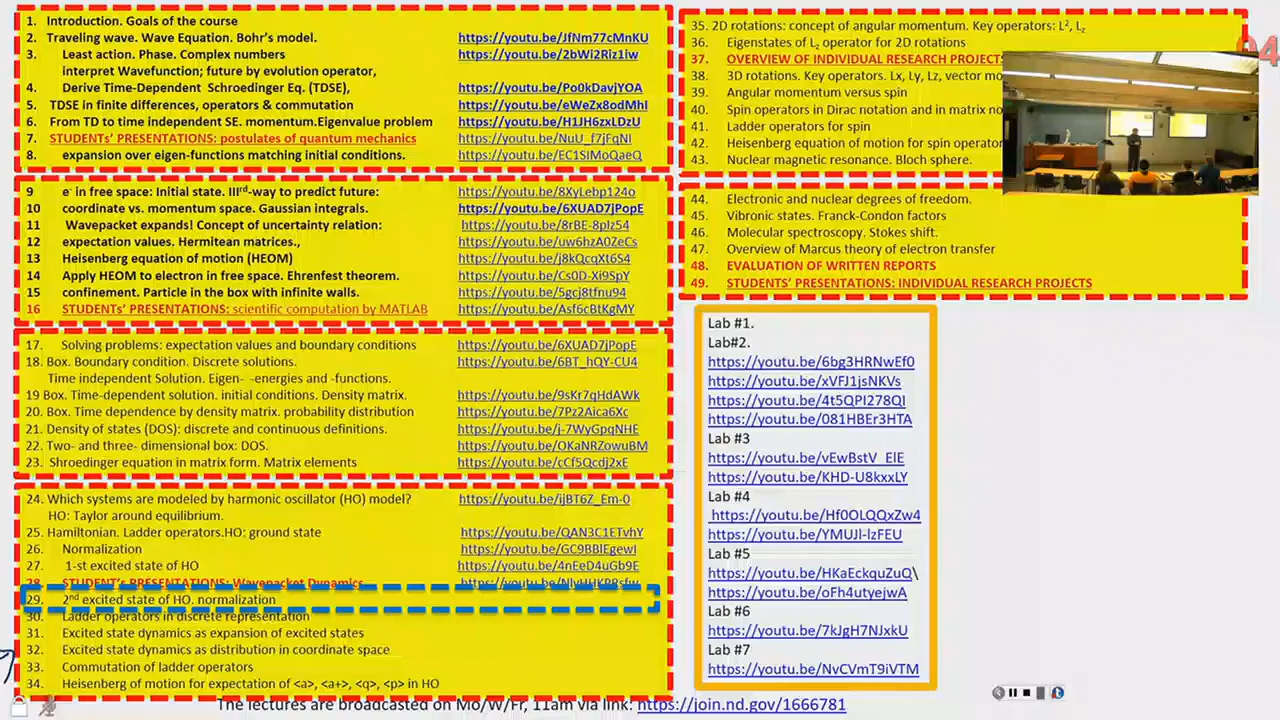 1. Introduction. Goals of the course
2. Traveling wave. Wave Equation. Bohr's model. https://youtu.be/JfNm77cMnKU
3. Least action. Phase. Complex numbers https://youtu.be/2bWi2Riz1iw
interpret Wavefunction; future by evolution operator,
4. Derive Time-Dependent Schroedinger Eq. (TDSE), https://youtu.be/Po0kDavjYOA
5. TDSE in finite differences, operators & commutation https://youtu.be/eWeZx8odMhI
6. From TD to time independent SE. momentum.Eigenvalue problem https://youtu.be/H1JH6zxLDzU
7. STUDENTS' PRESENTATIONS: postulates of quantum mechanics https://youtu.be/NuU_f7jFqNI
8. expansion over eigen-functions matching initial conditions. https://youtu.be/EC1SIMoQaeQ
9 e- in free space: Initial state. IIIrd-way to predict future: https://youtu.be/8XyLebp124o
10 coordinate vs. momentum space. Gaussian integrals. https://youtu.be/6XUAD7jPopE
11 Wavepacket expands! Concept of uncertainty relation: https://youtu.be/8rBE-8pIz54
12 expectation values. Hermitean matrices., https://youtu.be/uw6hzA0ZeCs
13 Heisenberg equation of motion (HEOM) https://youtu.be/j8kQcqXt6S4
14 Apply HEOM to electron in free space. Ehrenfest theorem. https://youtu.be/Cs0D-Xi9SpY
15 confinement. Particle in the box with infinite walls. https://youtu.be/5gcj8tfnu94
16 STUDENTS' PRESENTATIONS: scientific computation by MATLAB https://youtu.be/Asf6cBtKgMY
17. Solving problems: expectation values and boundary conditions https://youtu.be/6XUAD7jPopE
18. Box. Boundary condition. Discrete solutions. https://youtu.be/6BT_hQY-CU4
Time independent Solution. Eigen- -energies and -functions.
19 Box. Time-dependent solution. initial conditions. Density matrix. https://youtu.be/9sKr7qHdAWk
20. Box. Time dependence by density matrix. probability distribution https://youtu.be/7Pz2Aica6Xc
21. Density of states (DOS): discrete and continuous definitions. https://youtu.be/j-7WyGpqNHE
22. Two- and three- dimensional box: DOS. https://youtu.be/OKaNRZowuBM
23. Shroedinger equation in matrix form. Matrix elements https://youtu.be/cCf5Qcdj2xE
24. Which systems are modeled by harmonic oscillator (HO) model? https://youtu.be/ijBT6Z_Em-0
HO: Taylor around equilibrium.
25. Hamiltonian. Ladder operators.HO: ground state https://youtu.be/QAN3C1ETvhY
26. Normalization https://youtu.be/GC9BBlEgewI
27. 1-st excited state of HO https://youtu.be/4nEeD4uGb9E
28. STUDENT'S PRESENTATIONS: Wavepacket Dynamics
29. 2nd excited state of HO. normalization
30. Ladder operators in discrete representation
31. Excited state dynamics as expansion of excited states
32. Excited state dynamics as distribution in coordinate space
33. Commutation of ladder operators
34. Heisenberg of motion for expectation of <a>, <a+>, <q>, <p> in HO
35. 2D rotations: concept of angular momentum. Key operators: L2, Lz
36. Eigenstates of Lz operator for 2D rotations
37. OVERVIEW OF INDIVIDUAL RESEARCH PROJECTS
38. 3D rotations. Key operators. Lx, Ly, Lz, vector mo
39. Angular momentum versus spin
40. Spin operators in Dirac notation and in matrix no
41. Ladder operators for spin
42. Heisenberg equation of motion for spin operator
43. Nuclear magnetic resonance. Bloch sphere.
44. Electronic and nuclear degrees of freedom.
45. Vibronic states. Franck-Condon factors
46. Molecular spectroscopy. Stokes shift.
47. Overview of Marcus theory of electron transfer
48. EVALUATION OF WRITTEN REPORTS
49. STUDENTS' PRESENTATIONS: INDIVIDUAL RESEARCH PROJECTS
Lab #1.
Lab#2.
https://youtu.be/6bg3HRNwEf0
https://youtu.be/xVFJ1jsNKVs
https://youtu.be/4t5QPI278QI
https://youtu.be/081HBEr3HTA
Lab #3
https://youtu.be/vEwBstV_ElE
https://youtu.be/KHD-U8kxxLY
Lab #4
https://youtu.be/Hf0OLQQxZw4
https://youtu.be/YMUJl-lzFEU
Lab #5
https://youtu.be/HKaEckquZuQ\
https://youtu.be/oFh4utyejwA
Lab #6
https://youtu.be/7kJgH7NJxkU
Lab #7
https://youtu.be/NvCVmT9iVTM
The lectures are broadcasted on Mo/W/Fr, 11am via link: https://join.nd.gov/1666781